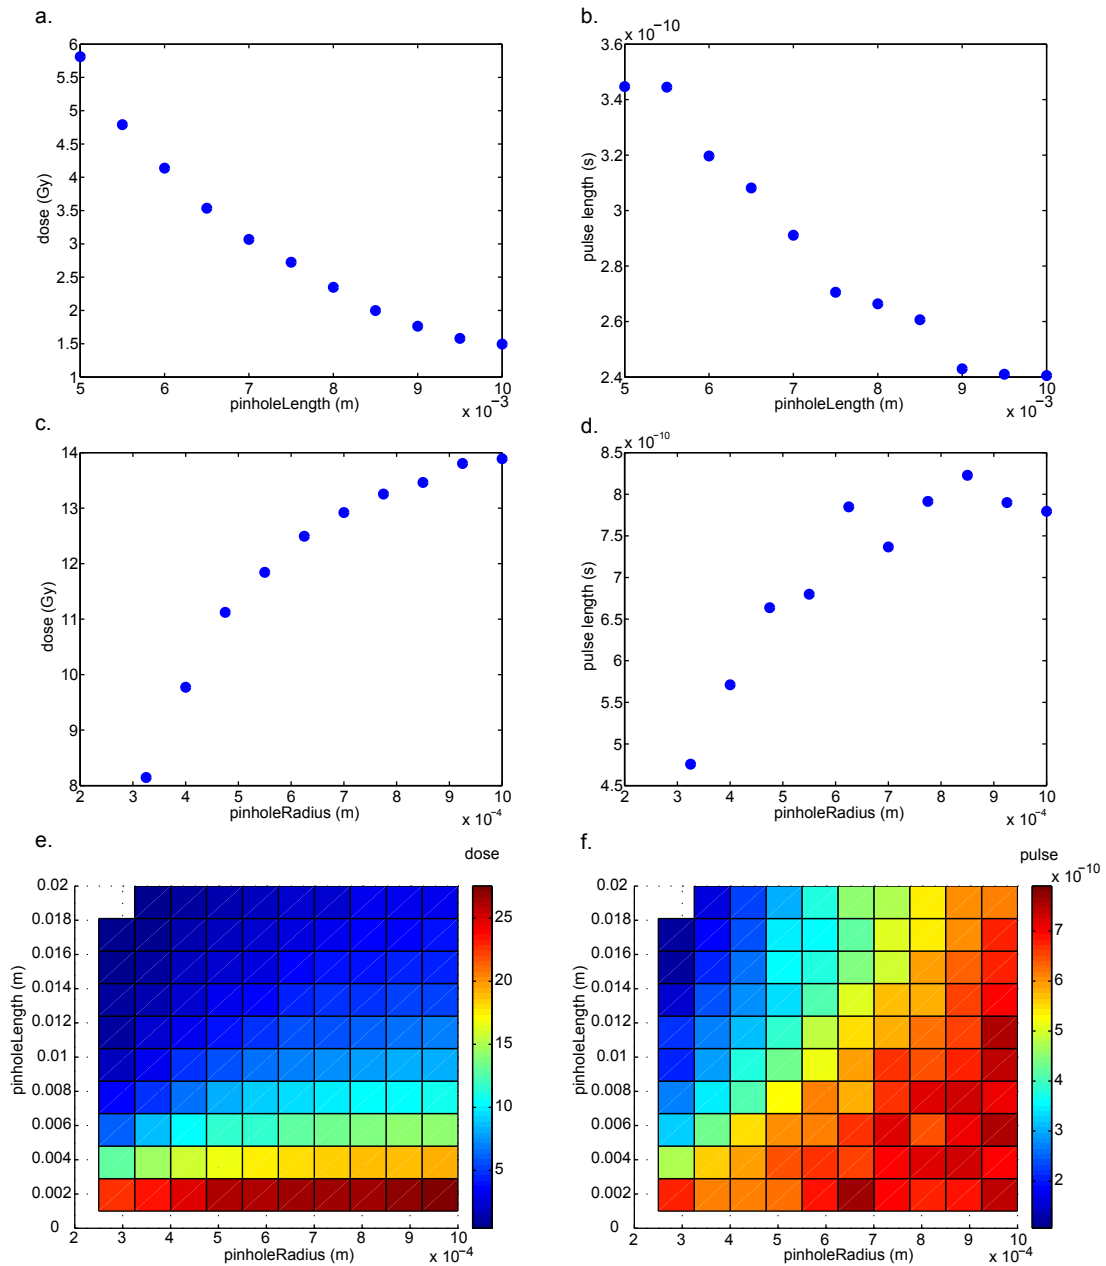 a.
6
5.5
5
4.5
4
3.5
3
2.5
2
1.5
1
dose (Gy)
5 6 7 8 9 10
pinholeLength (m)
x 10⁻³
b.
x 10⁻¹⁰
3.6
3.4
3.2
3
2.8
2.6
2.4
pulse length (s)
5 6 7 8 9 10
pinholeLength (m)
x 10⁻³
c.
14
13
12
11
10
9
8
dose (Gy)
2 3 4 5 6 7 8 9 10
pinholeRadius (m)
x 10⁻⁴
d.
x 10⁻¹⁰
8.5
8
7.5
7
6.5
6
5.5
5
4.5
pulse length (s)
2 3 4 5 6 7 8 9 10
pinholeRadius (m)
x 10⁻⁴
e.
dose
0.02
0.018
0.016
0.014
0.012
0.01
0.008
0.006
0.004
0.002
0
pinholeLength (m)
2 3 4 5 6 7 8 9 10
pinholeRadius (m)
x 10⁻⁴
25
20
15
10
5
f.
pulse
x 10⁻¹⁰
0.02
0.018
0.016
0.014
0.012
0.01
0.008
0.006
0.004
0.002
0
pinholeLength (m)
2 3 4 5 6 7 8 9 10
pinholeRadius (m)
x 10⁻⁴
7
6
5
4
3
2